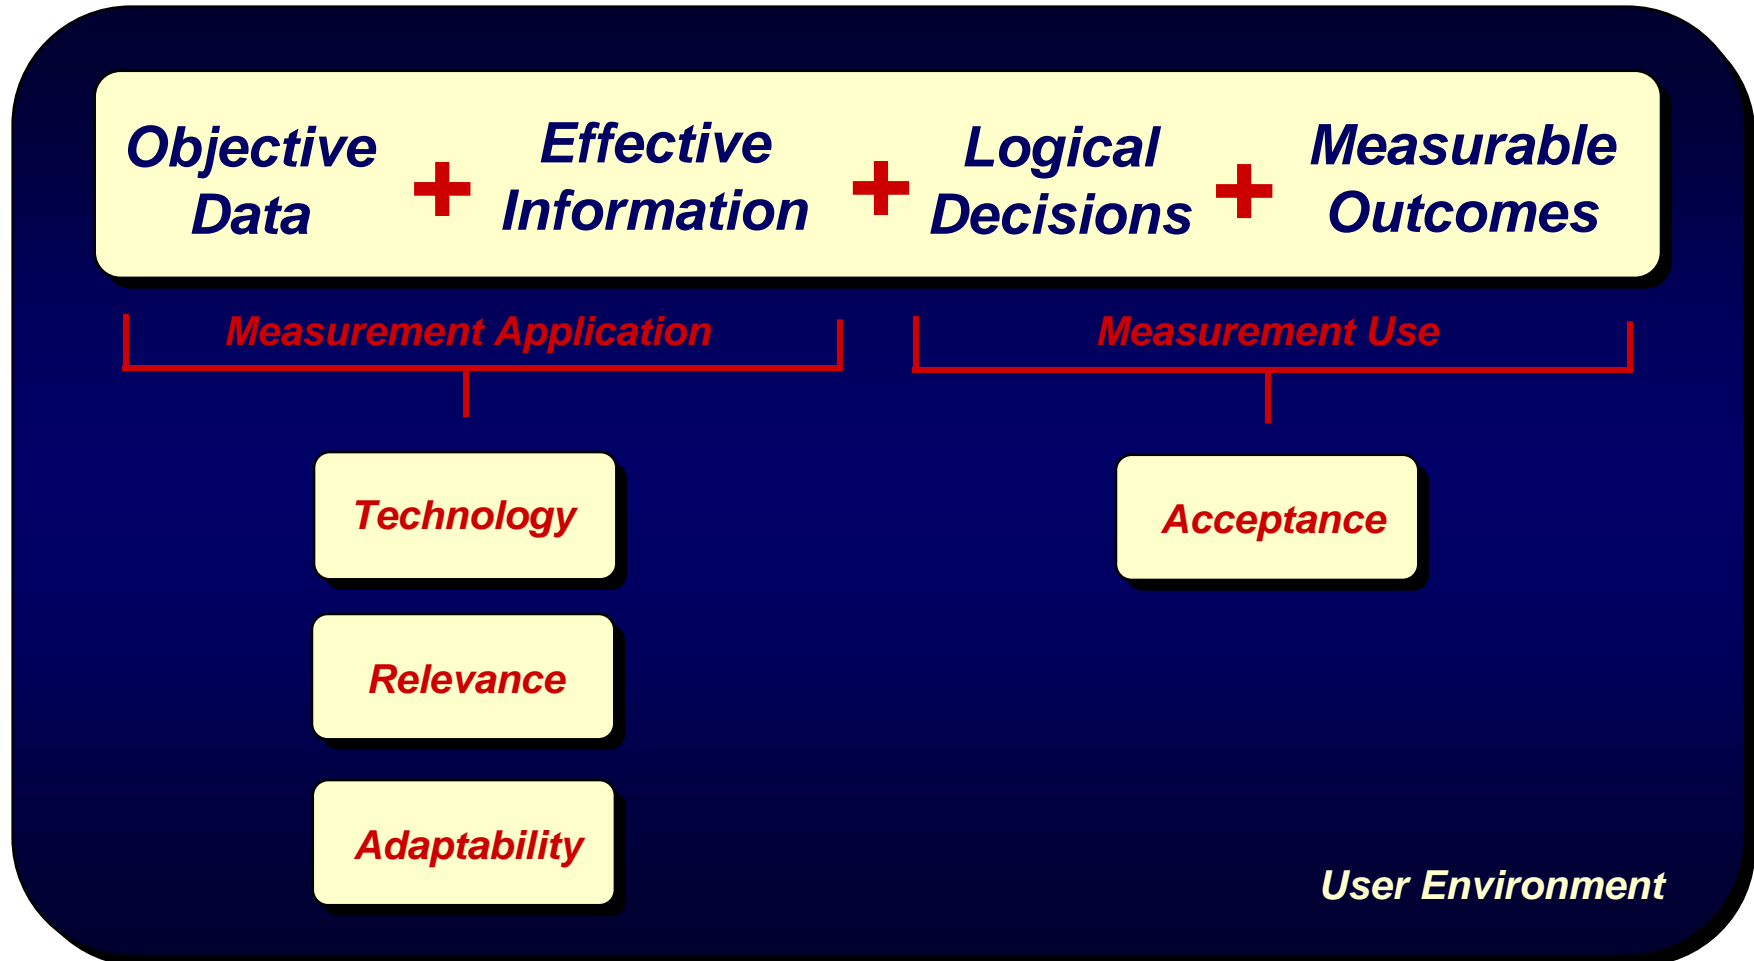 Objective
Data
+
Effective
Information
+
Logical
Decisions
+
Measurable
Outcomes
Measurement Application
Measurement Use
Technology
Acceptance
Relevance
Adaptability
User Environment